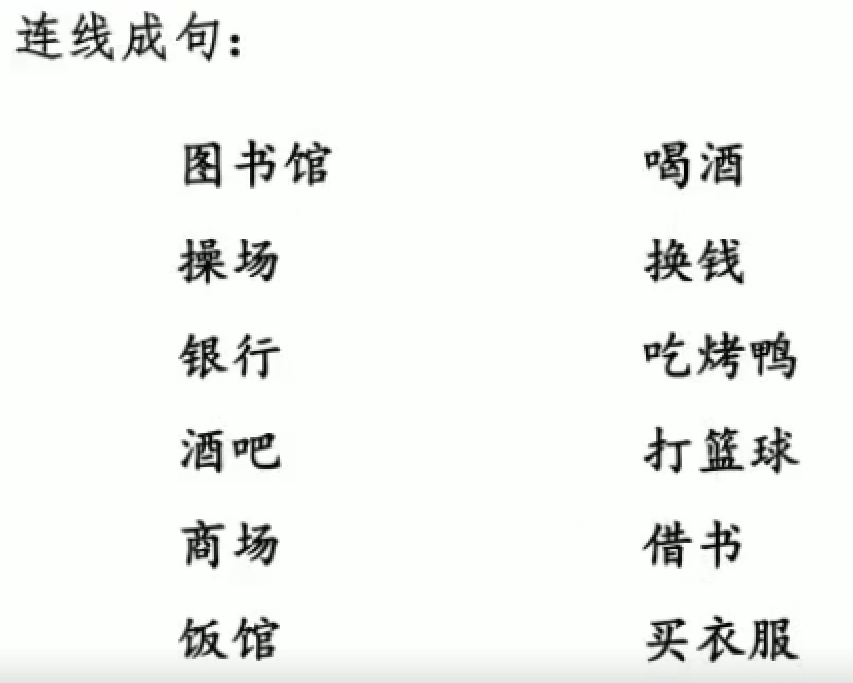 连线成句：
图书馆 喝酒
操场 换钱
银行 吃烤鸭
酒吧 打篮球
商场 借书
饭馆 买衣服